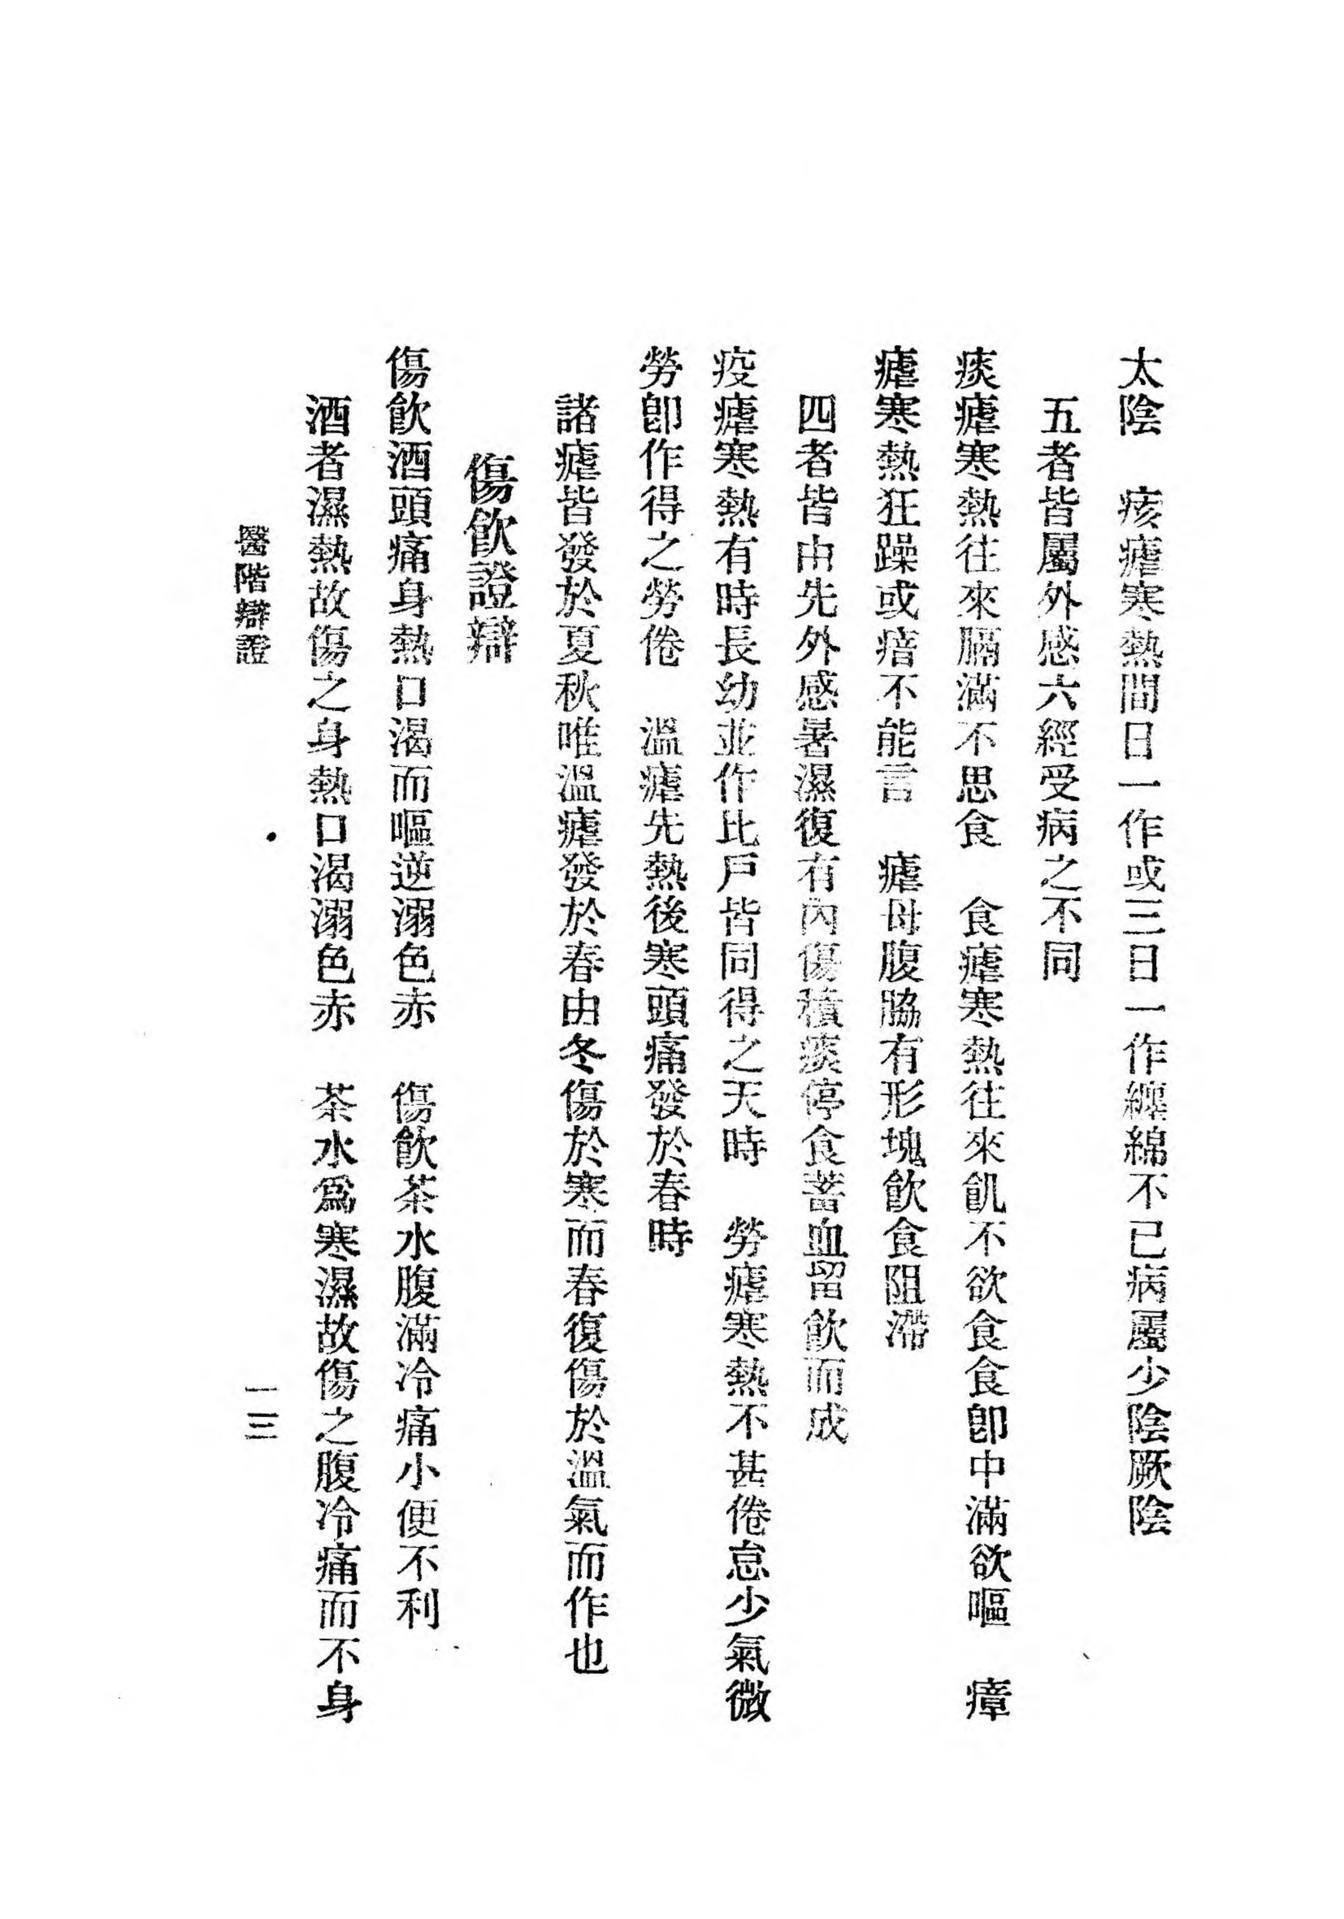 太陰　痎瘧寒熱間日一作或三日一作纏綿不已病屬少陰厥陰
五者皆屬外感六經受病之不同
痰瘧寒熱往來膈滿不思食　食瘧寒熱往來飢不欲食食卽中滿欲嘔　瘴
瘧寒熱狂躁或瘖不能言　瘧母腹脇有形塊飲食阻滯
四者皆由先外感暑濕復有內傷積痰停食蓄血留飲而成
疫瘧寒熱有時長幼並作比戶皆同得之天時　勞瘧寒熱不甚倦怠少氣微
勞卽作得之勞倦　溫瘧先熱後寒頭痛發於春時
諸瘧皆發於夏秋唯溫瘧發於春由冬傷於寒而春復傷於溫氣而作也
傷飲證辯
傷飲酒頭痛身熱口渴而嘔逆溺色赤　傷飲茶水腹滿冷痛小便不利
酒者濕熱故傷之身熱口渴溺色赤　茶水爲寒濕故傷之腹冷痛而不身
醫階辯證
一三